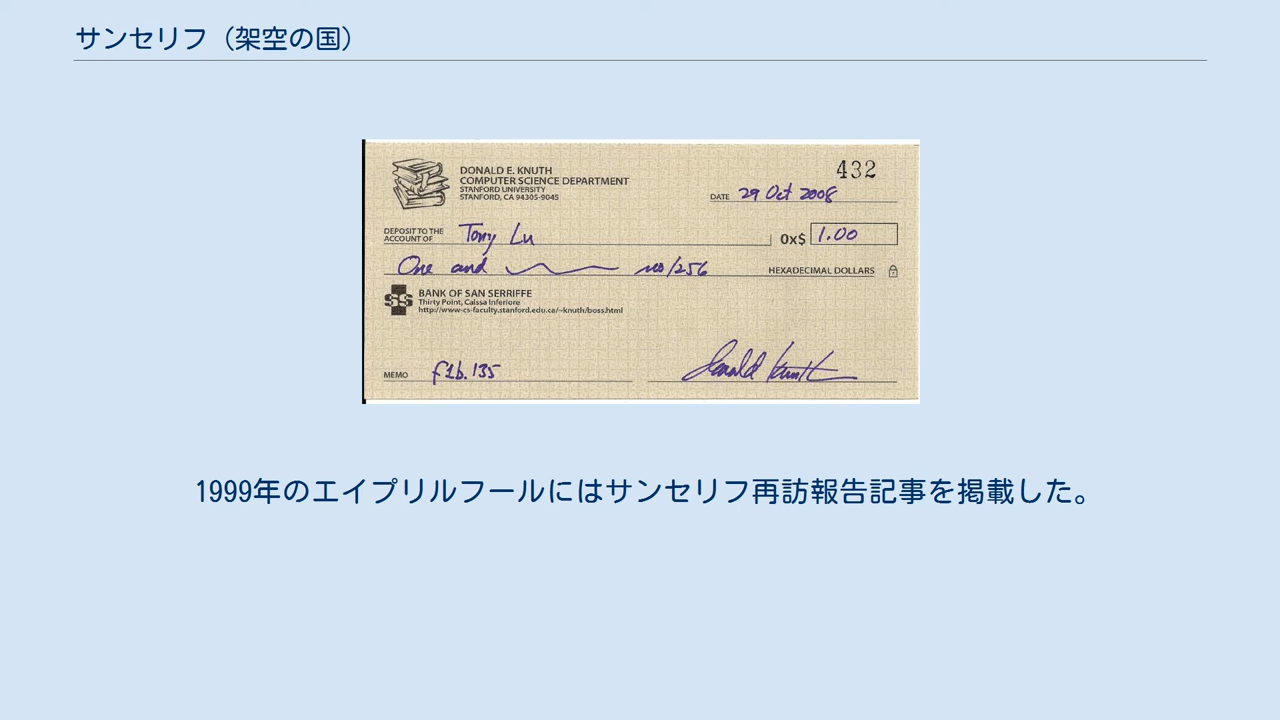 サンセリフ（架空の国）
432
DONALD E. KNUTH
COMPUTER SCIENCE DEPARTMENT
STANFORD UNIVERSITY
STANFORD, CA 94305-9045
DATE 29 Oct 2008
DEPOSIT TO THE
ACCOUNT OF Tony Lu
0x$ 1.00
One and no/256 HEXADECIMAL DOLLARS
SS
BANK OF SAN SERRIFFE
Thirty Point, Caissa Inferiore
http://www-cs-faculty.stanford.edu.ca/~knuth/boss.html
MEMO f1b.135
Donald Knuth
1999年のエイプリルフールにはサンセリフ再訪報告記事を掲載した。